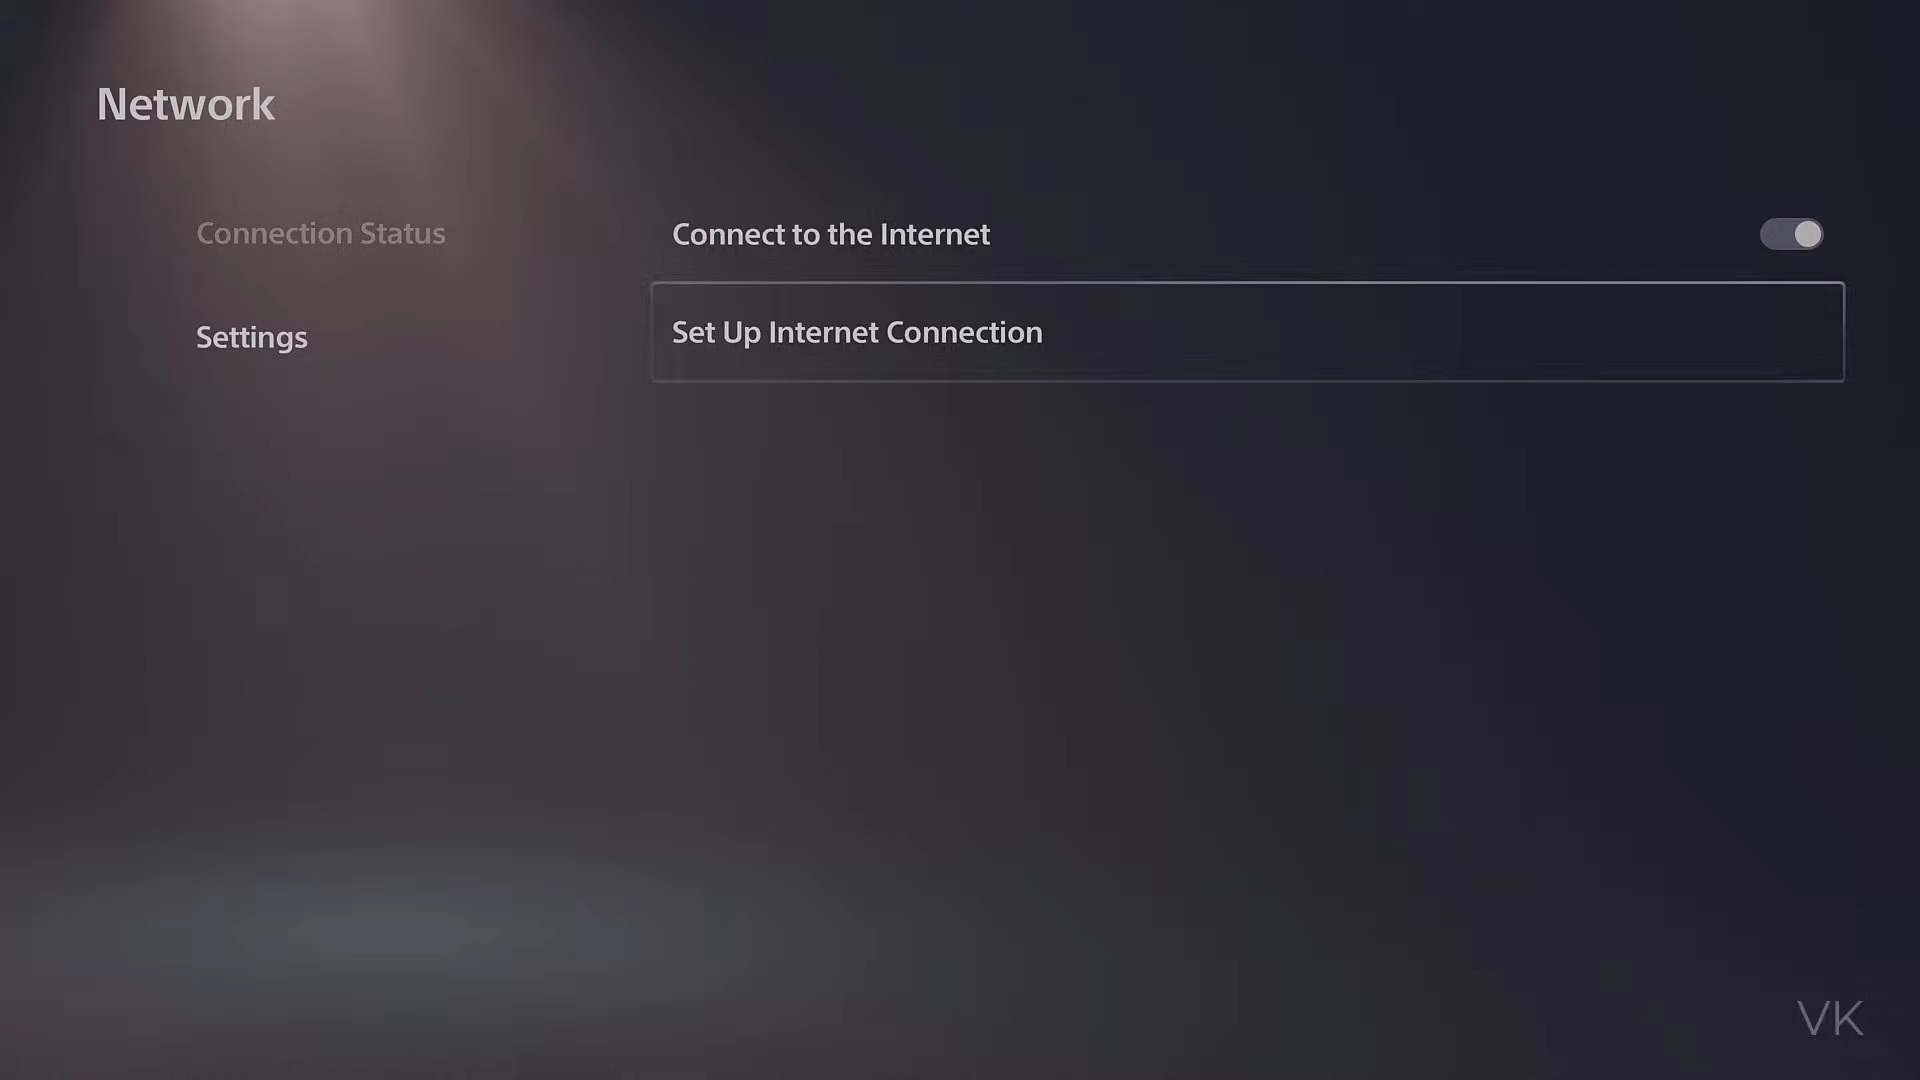 Network
Connection Status
Settings
Connect to the Internet
Set Up Internet Connection
VK